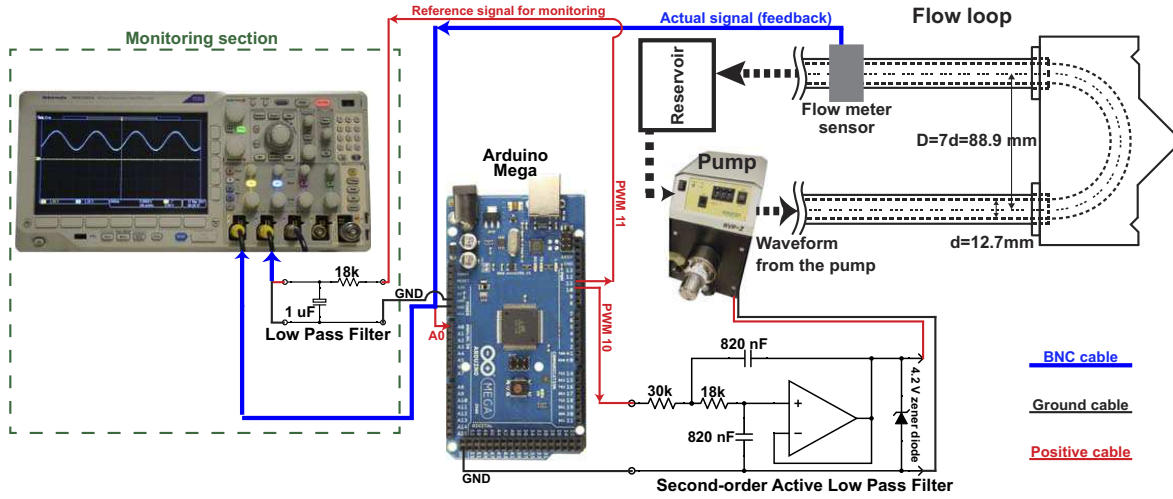 Reference signal for monitoring
Actual signal (feedback)
Flow loop
Monitoring section
Reservoir
Flow meter
sensor
D=7d=88.9 mm
Arduino
Mega
Pump
PWM 11
d=12.7mm
Waveform
from the pump
18k
GND
1 uF
Low Pass Filter
A0
PWM 10
ARDUINO
MEGA
DIGITAL
820 nF
30k
18k
+
820 nF
−
4.2 V zener diode
BNC cable
Ground cable
Positive cable
GND
Second-order Active Low Pass Filter